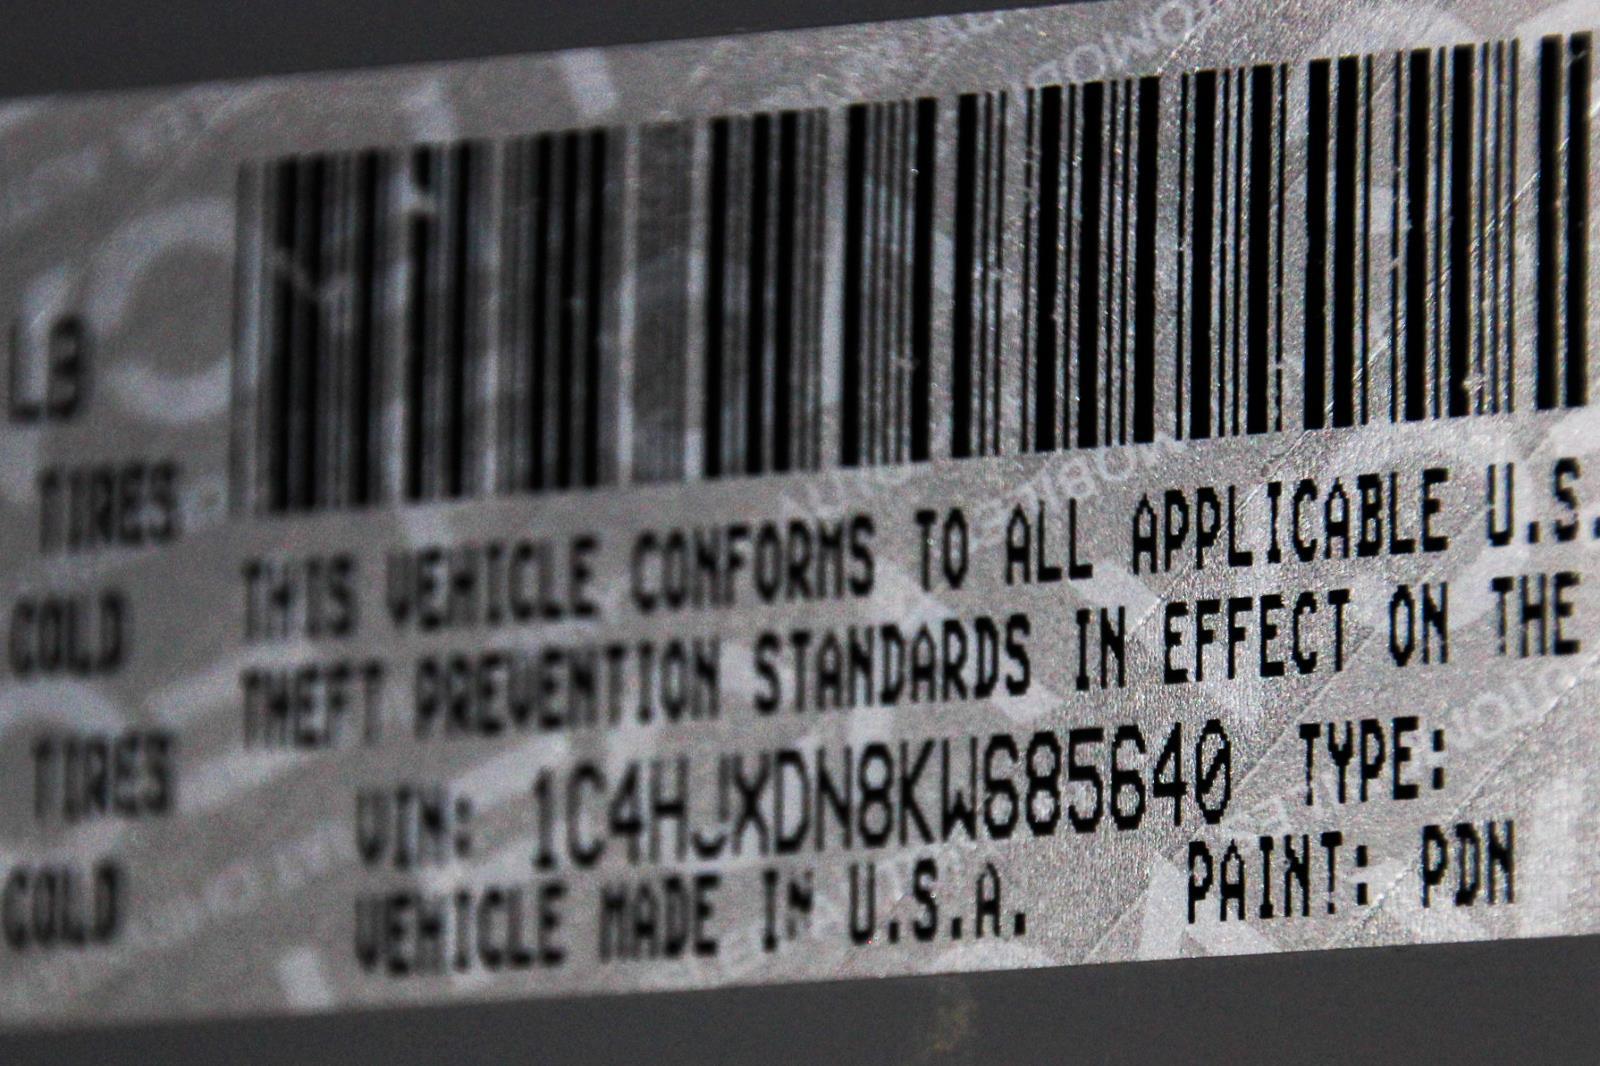 LB
TIRES
COLD
TIRES
COLD
THIS VEHICLE CONFORMS TO ALL APPLICABLE U.S.
THEFT PREVENTION STANDARDS IN EFFECT ON THE
VIN: 1C4HJXDN8KW685640 TYPE:
VEHICLE MADE IN U.S.A. PAINT: PDN